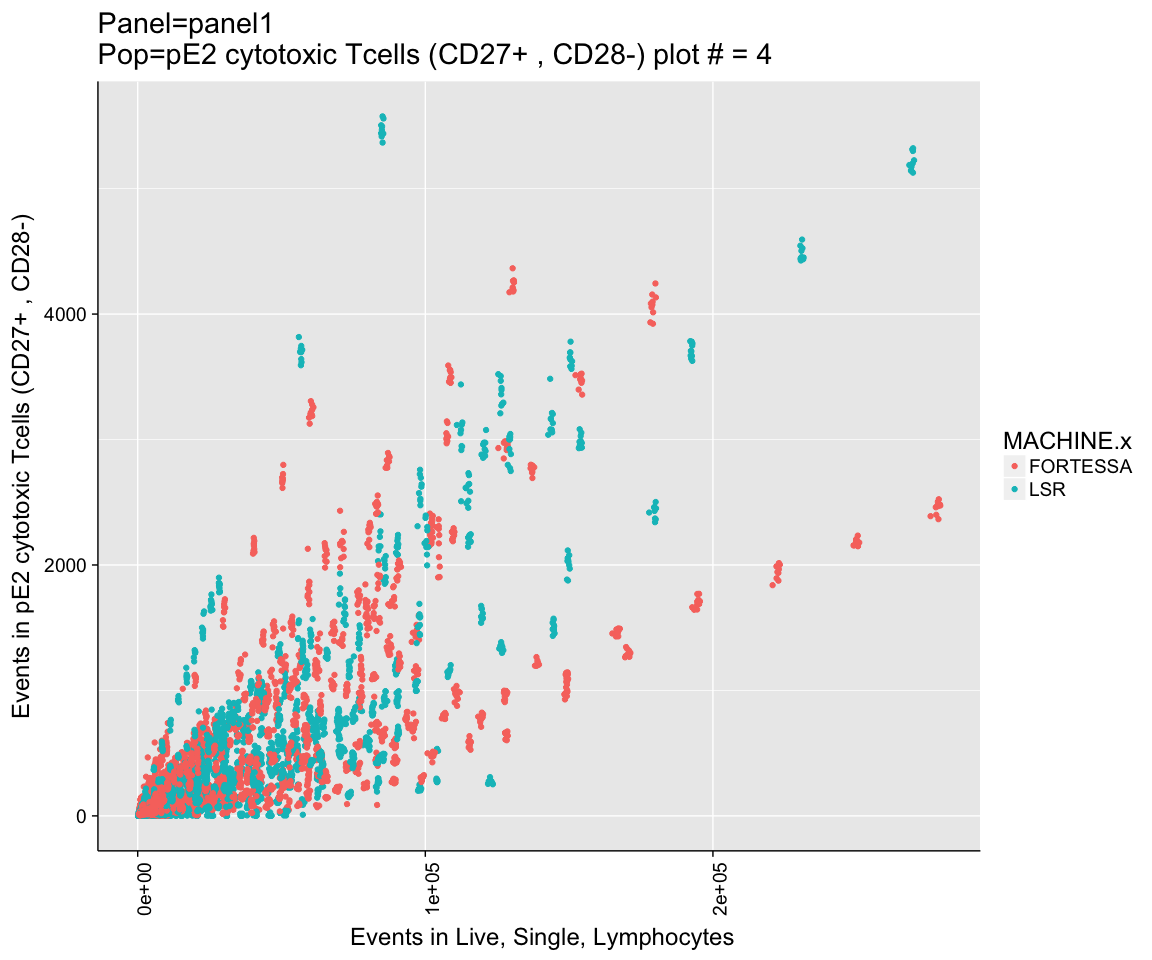 Panel=panel1
Pop=pE2 cytotoxic Tcells (CD27+ , CD28-) plot # = 4
Events in pE2 cytotoxic Tcells (CD27+ , CD28-)
4000
2000
0
0e+00
1e+05
2e+05
Events in Live, Single, Lymphocytes
MACHINE.x
FORTESSA
LSR